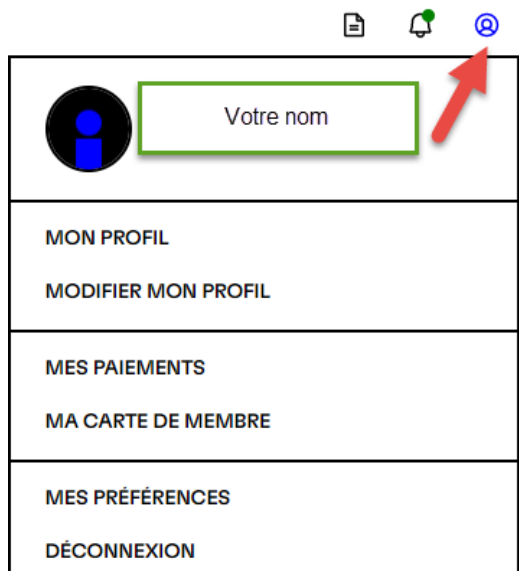 Votre nom
MON PROFIL
MODIFIER MON PROFIL
MES PAIEMENTS
MA CARTE DE MEMBRE
MES PRÉFÉRENCES
DÉCONNEXION